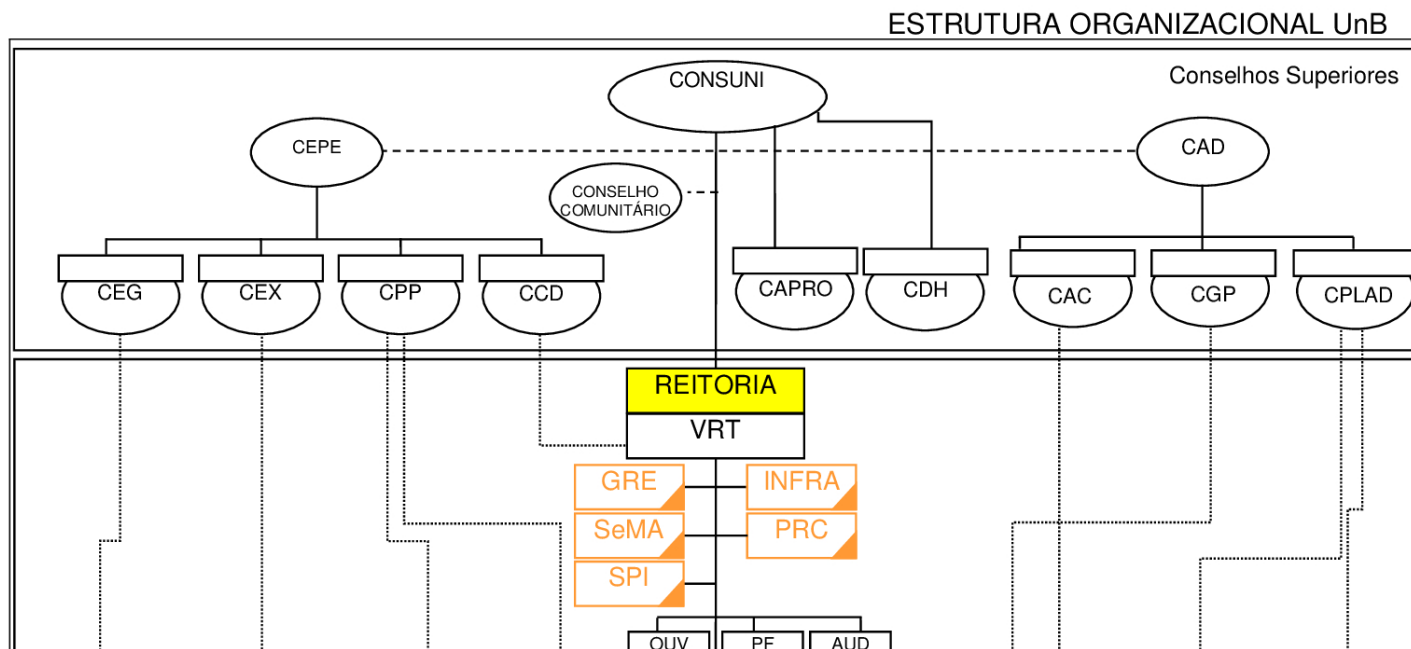 ESTRUTURA ORGANIZACIONAL UnB
Conselhos Superiores
CONSUNI
CEPE
CAD
CONSELHO
COMUNITÁRIO
CEG
CEX
CPP
CCD
CAPRO
CDH
CAC
CGP
CPLAD
REITORIA
VRT
GRE
INFRA
SeMA
PRC
SPI
OUV
PF
AUD